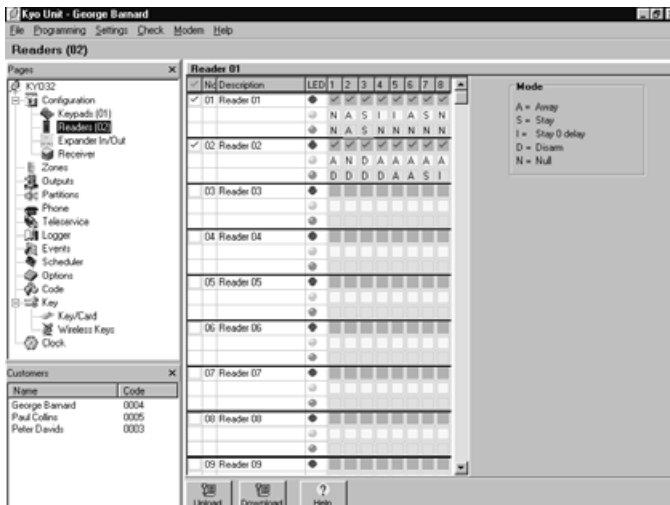 Kyo Unit - George Barnard
File Programming Settings Check Modem Help
Readers (02)
Pages
KYO32
Configuration
Keypads (01)
Readers (02)
Expander In/Out
Receiver
Zones
Outputs
Partitions
Phone
Teleservice
Logger
Events
Scheduler
Options
Code
Key
Key/Card
Wireless Keys
Clock
Customers
Name Code
George Barnard 0004
Paul Collins 0005
Peter Davids 0003
Reader 01
Nc Description LED 1 2 3 4 5 6 7 8
01 Reader 01
N A S I I A S N
N A S N N N N N
02 Reader 02
A N D A A A A A
D D D D A A S I
03 Reader 03
04 Reader 04
05 Reader 05
06 Reader 06
07 Reader 07
08 Reader 08
09 Reader 09
Mode
A = Away
S = Stay
I = Stay 0 delay
D = Disarm
N = Null
Upload Download Help